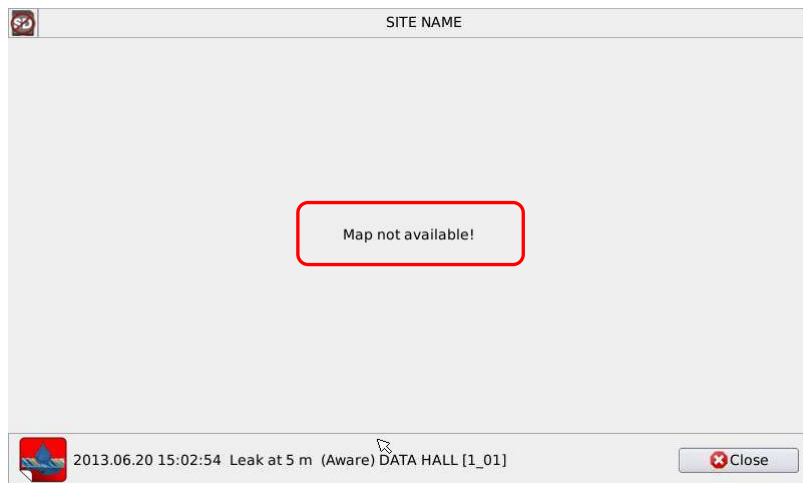 SD
SITE NAME
Map not available!
2013.06.20 15:02:54 Leak at 5 m (Aware) DATA HALL [1_01]
Close